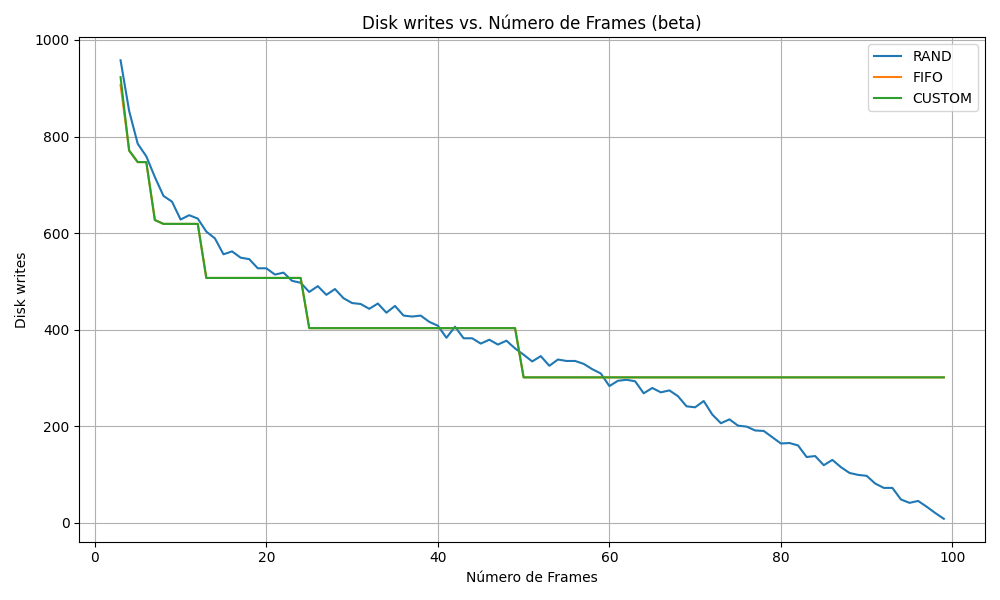 Disk writes vs. Número de Frames (beta)
RAND
FIFO
CUSTOM
Disk writes
1000
800
600
400
200
0
0 20 40 60 80 100
Número de Frames